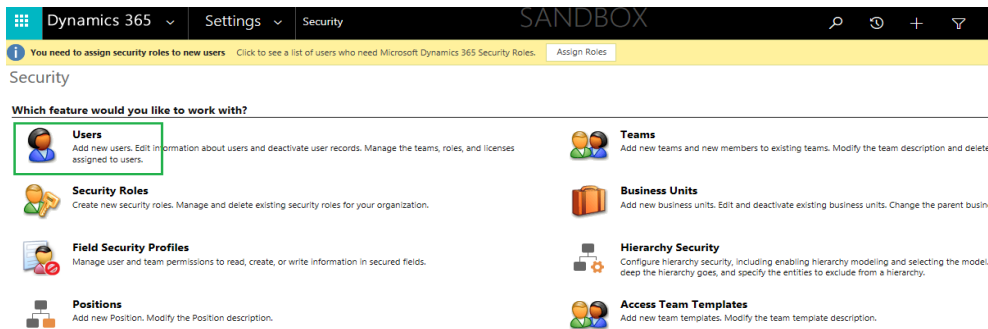 Dynamics 365 Settings Security SANDBOX
You need to assign security roles to new users Click to see a list of users who need Microsoft Dynamics 365 Security Roles. Assign Roles
Security
Which feature would you like to work with?
Users
Add new users. Edit information about users and deactivate user records. Manage the teams, roles, and licenses
assigned to users.
Teams
Add new teams and new members to existing teams. Modify the team description and delete
Security Roles
Create new security roles. Manage and delete existing security roles for your organization.
Business Units
Add new business units. Edit and deactivate existing business units. Change the parent busin
Field Security Profiles
Manage user and team permissions to read, create, or write information in secured fields.
Hierarchy Security
Configure hierarchy security, including enabling hierarchy modeling and selecting the model.
deep the hierarchy goes, and specify the entities to exclude from a hierarchy.
Positions
Add new Position. Modify the Position description.
Access Team Templates
Add new team templates. Modify the team template description.